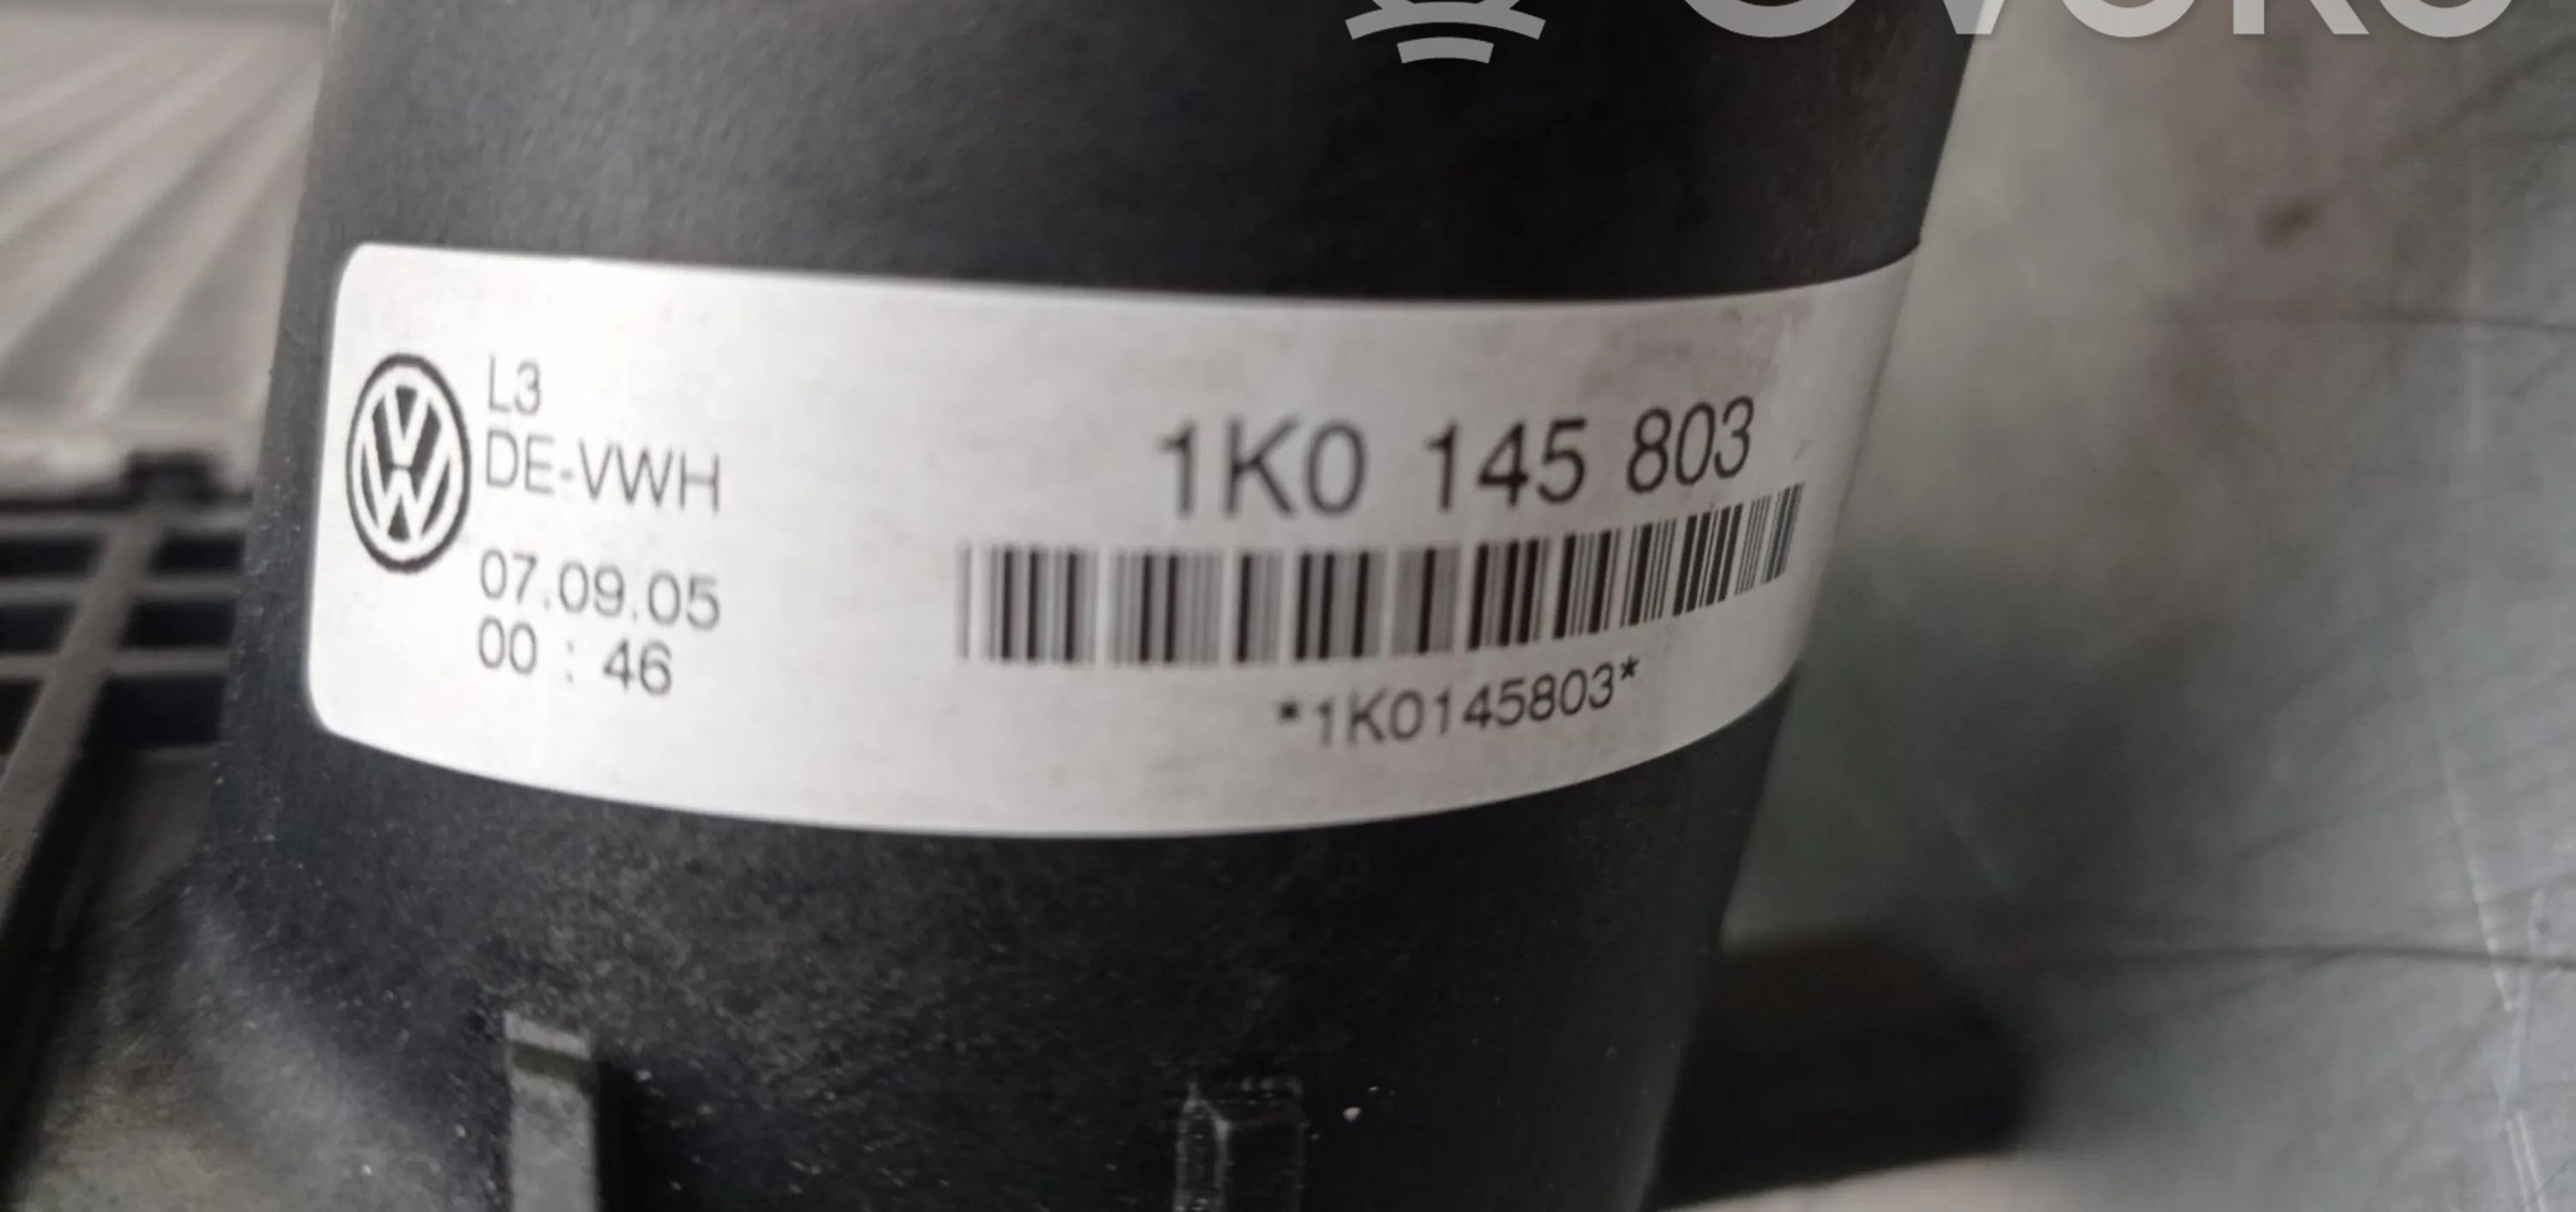 L3
DE-VWH
07.09.05
00 : 46
1K0 145 803
*1K0145803*